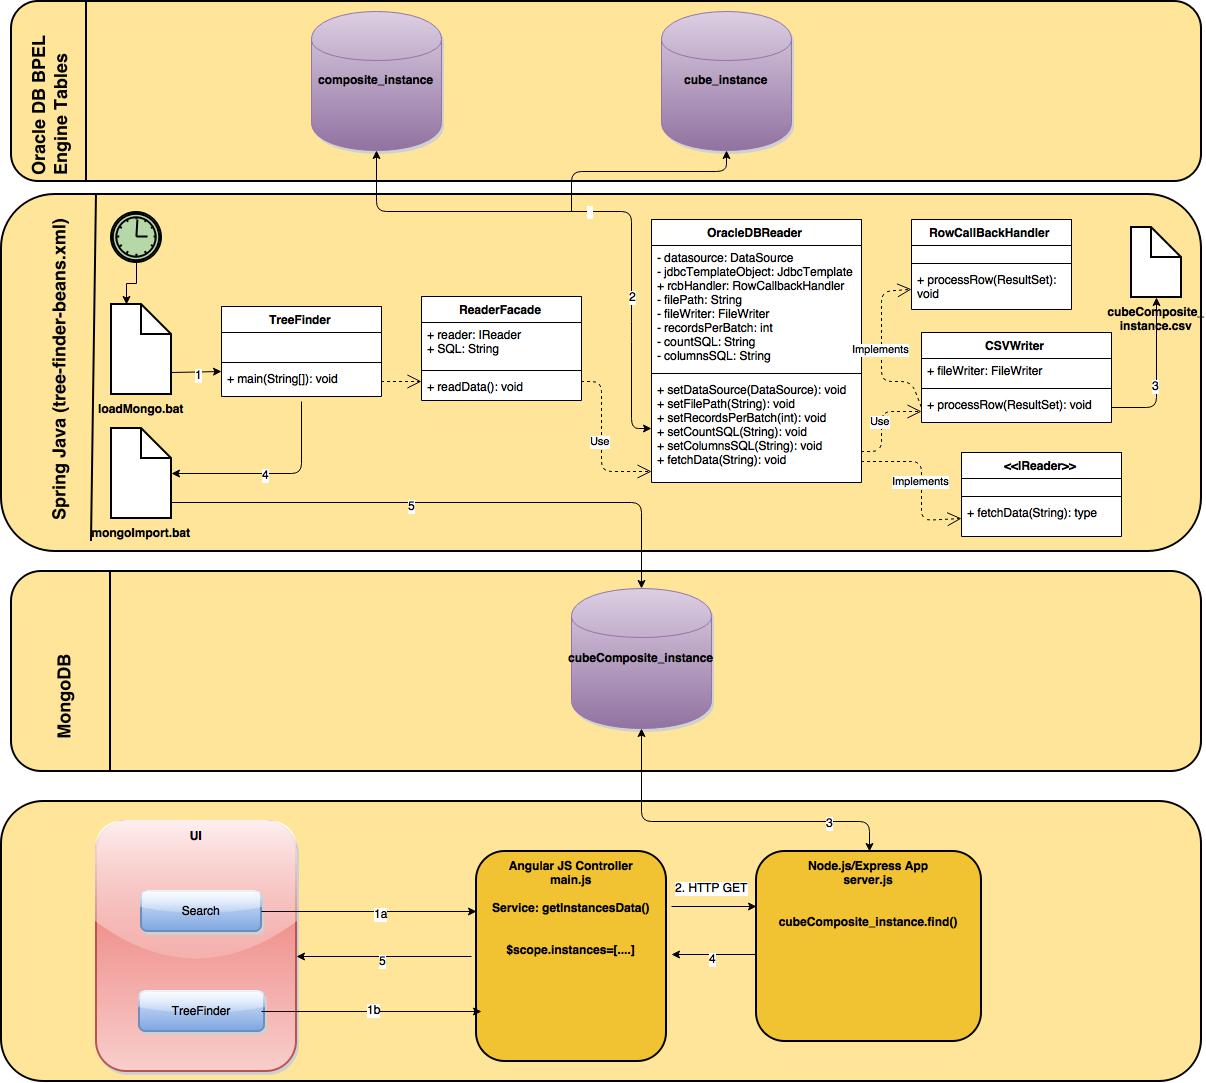 Oracle DB BPEL
Engine Tables
composite_instance
cube_instance
Spring Java (tree-finder-beans.xml)
loadMongo.bat
1
TreeFinder
+ main(String[]): void
ReaderFacade
+ reader: IReader
+ SQL: String
+ readData(): void
Use
2
OracleDBReader
- datasource: DataSource
- jdbcTemplateObject: JdbcTemplate
+ rcbHandler: RowCallbackHandler
- filePath: String
- fileWriter: FileWriter
- recordsPerBatch: int
- countSQL: String
- columnsSQL: String
+ setDataSource(DataSource): void
+ setFilePath(String): void
+ setRecordsPerBatch(int): void
+ setCountSQL(String): void
+ setColumnsSQL(String): void
+ fetchData(String): void
Implements
Use
Implements
RowCallBackHandler
+ processRow(ResultSet):
void
CSVWriter
+ fileWriter: FileWriter
+ processRow(ResultSet): void
<<IReader>>
+ fetchData(String): type
cubeComposite_
instance.csv
3
4
mongoImport.bat
5
MongoDB
cubeComposite_instance
3
UI
Search
TreeFinder
1a
5
1b
Angular JS Controller
main.js
Service: getInstancesData()
$scope.instances=[....]
2. HTTP GET
4
Node.js/Express App
server.js
cubeComposite_instance.find()